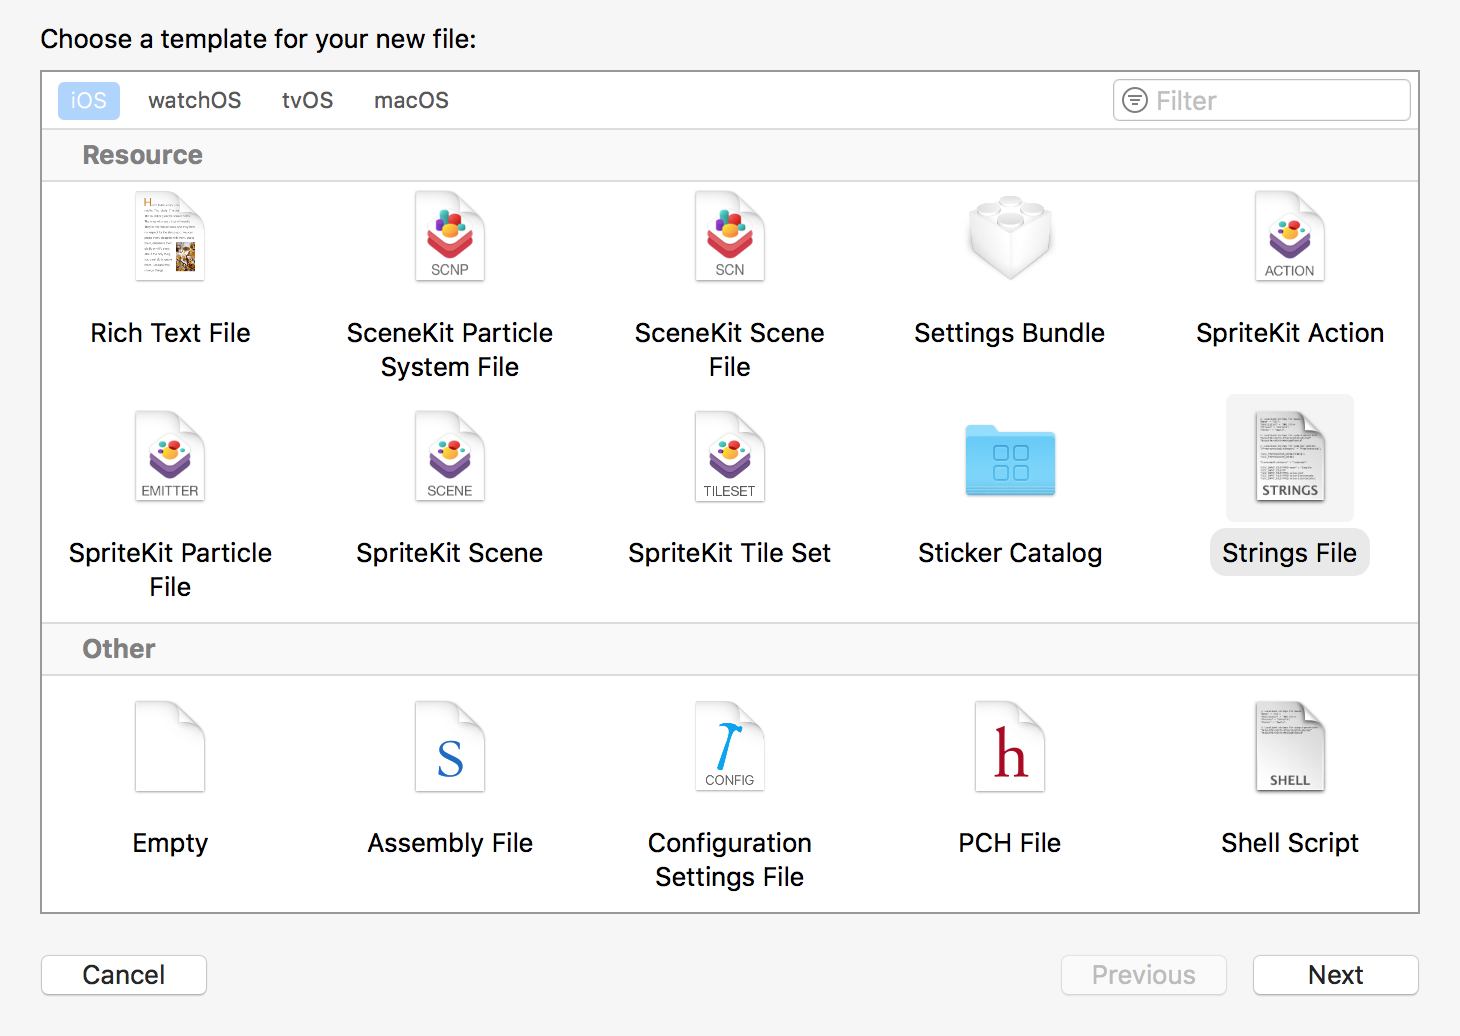 Choose a template for your new file:
iOS watchOS tvOS macOS Filter
Resource
SCNP SCN ACTION
Rich Text File SceneKit Particle SceneKit Scene Settings Bundle SpriteKit Action
System File File
EMITTER SCENE TILESET STRINGS
SpriteKit Particle SpriteKit Scene SpriteKit Tile Set Sticker Catalog Strings File
File
Other
S CONFIG h SHELL
Empty Assembly File Configuration PCH File Shell Script
Settings File
Cancel Previous Next